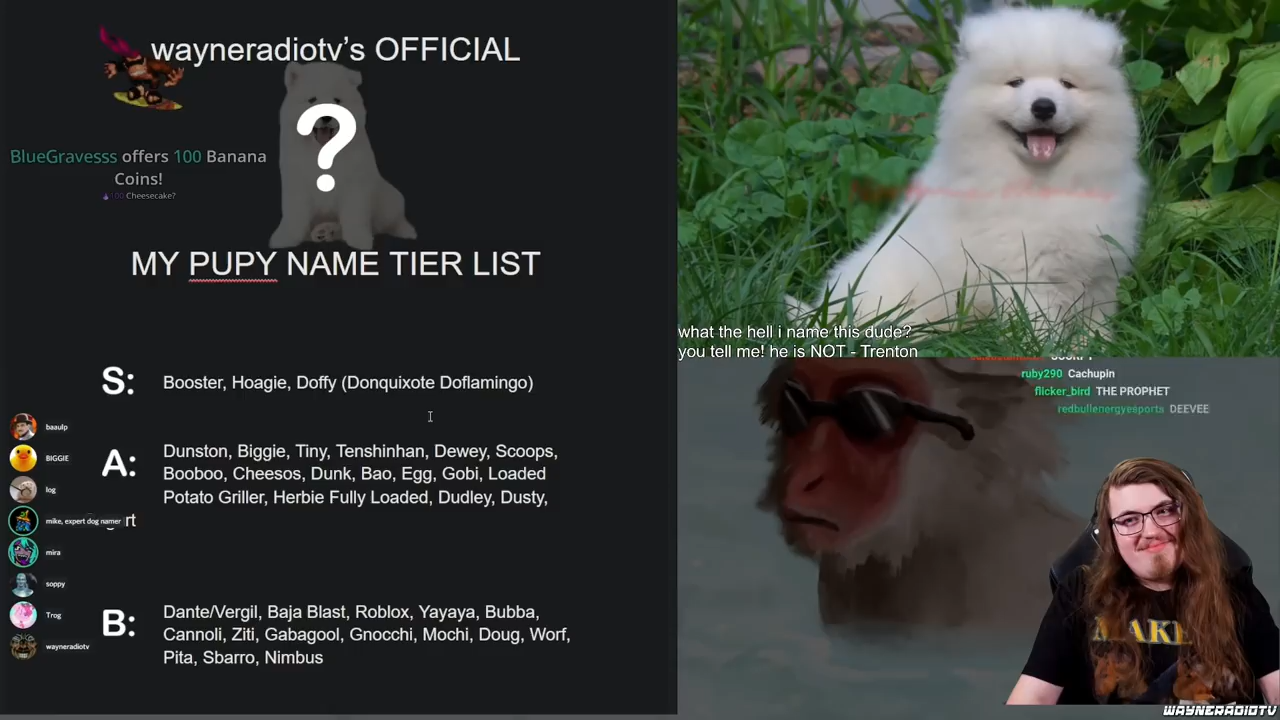 wayneradiotv's OFFICIAL
?
BlueGravesss offers 100 Banana
Coins!
100 Cheesecake?
MY PUPY NAME TIER LIST
S:
Booster, Hoagie, Doffy (Donquixote Doflamingo)
A:
Dunston, Biggie, Tiny, Tenshinhan, Dewey, Scoops,
Booboo, Cheesos, Dunk, Bao, Egg, Gobi, Loaded
Potato Griller, Herbie Fully Loaded, Dudley, Dusty,
rt
B:
Dante/Vergil, Baja Blast, Roblox, Yayaya, Bubba,
Cannoli, Ziti, Gabagool, Gnocchi, Mochi, Doug, Worf,
Pita, Sbarro, Nimbus
baaulp
BIGGIE
log
mike, expert dog namer
mira
soppy
Trog
wayneradiotv
what the hell i name this dude?
you tell me! he is NOT - Trenton
ruby290 Cachupin
flicker_bird THE PROPHET
redbullenergyesports DEEVEE
MAKE
WAYNERADIOTV